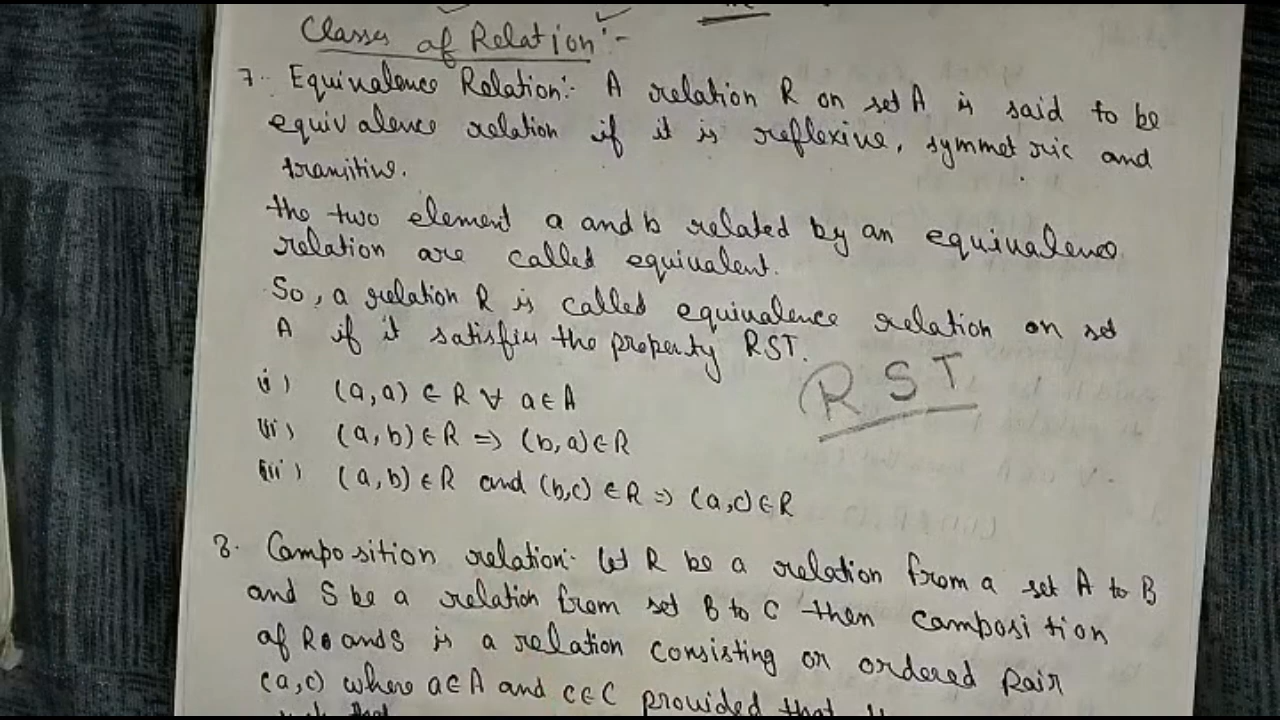 Classes of Relation:-
7. Equivalence Relation:- A relation R on set A is said to be
equivalence relation if it is reflexive, symmetric and
transitive.
the two element a and b related by an equivalence
relation are called equivalent.
So, a relation R is called equivalence relation on set
A if it satisfies the property RST.
RST
i) (a,a) ∈ R ∀ a∈A
ii) (a,b)∈R => (b,a)∈R
iii) (a,b)∈R and (b,c)∈R => (a,c)∈R
8. Composition relation:- let R be a relation from a set A to B
and S be a relation from set B to C then composition
of R and S is a relation consisting or ordered pair
(a,c) where a∈A and c∈C provided that